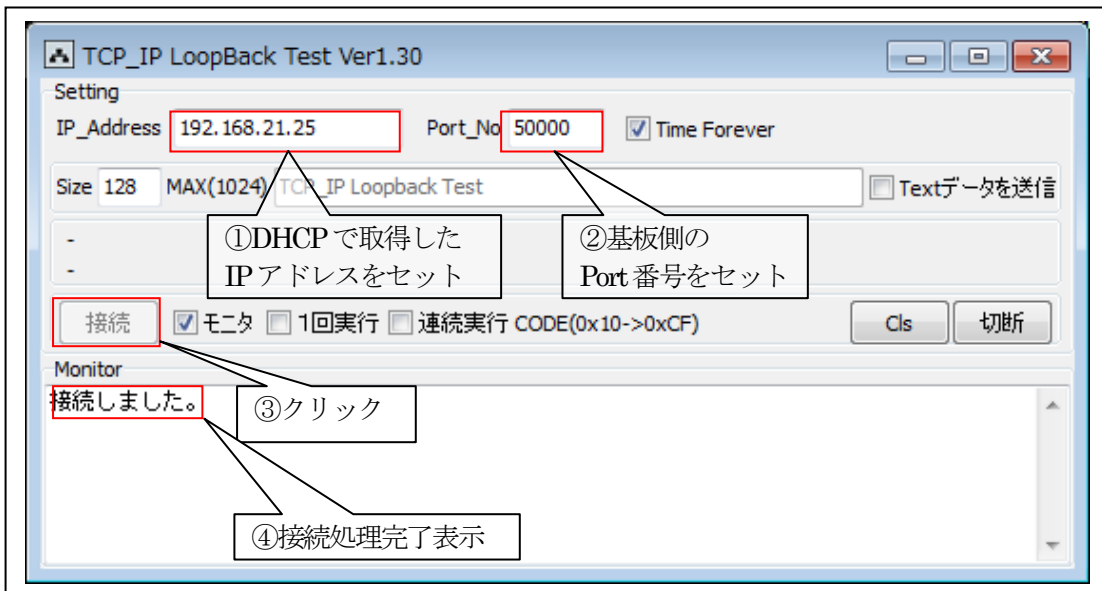 TCP_IP LoopBack Test Ver1.30
Setting
IP_Address 192.168.21.25 Port_No 50000 Time Forever
Size 128 MAX(1024) TCP_IP Loopback Test Textデータを送信
-
-
①DHCPで取得した
IPアドレスをセット
②基板側の
Port番号をセット
接続 モニタ 1回実行 連続実行 CODE(0x10->0xCF) Cls 切断
Monitor
接続しました。
③クリック
④接続処理完了表示